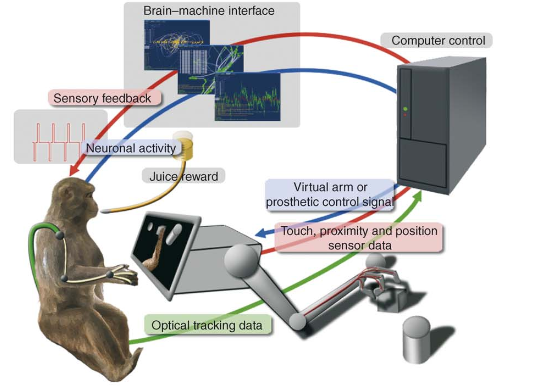 Brain–machine interface
Computer control
Sensory feedback
Neuronal activity
Juice reward
Virtual arm or
prosthetic control signal
Touch, proximity and position
sensor data
Optical tracking data